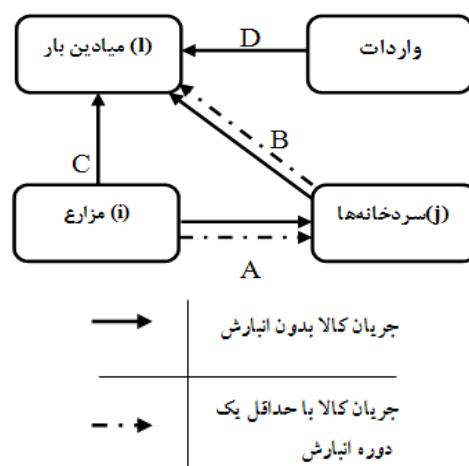 میادین بار (l)
واردات
D
B
C
مزارع (i)
سردخانه‌ها(j)
A
جریان کالا بدون انبارش
جریان کالا با حداقل یک
دوره انبارش